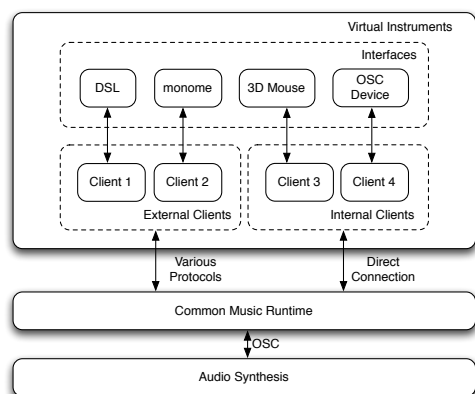 Virtual Instruments
Interfaces
DSL
monome
3D Mouse
OSC
Device
Client 1
Client 2
Client 3
Client 4
External Clients
Internal Clients
Various
Protocols
Direct
Connection
Common Music Runtime
OSC
Audio Synthesis